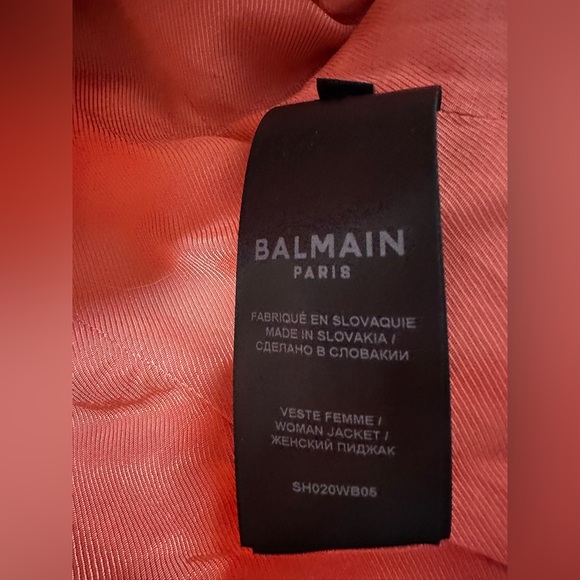 BALMAIN
PARIS
FABRIQUÉ EN SLOVAQUIE
MADE IN SLOVAKIA /
СДЕЛАНО В СЛОВАКИИ
VESTE FEMME /
WOMAN JACKET /
ЖЕНСКИЙ ПИДЖАК
SH020WB05